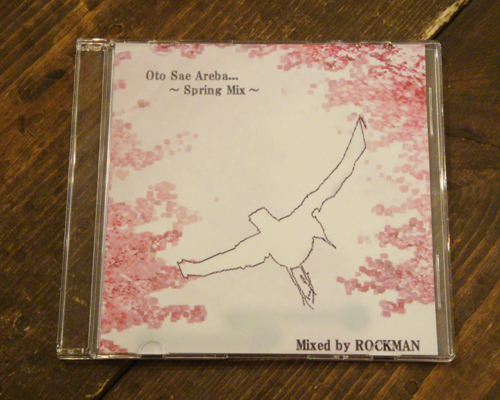 Oto Sae Areba...
～ Spring Mix ～
Mixed by ROCKMAN